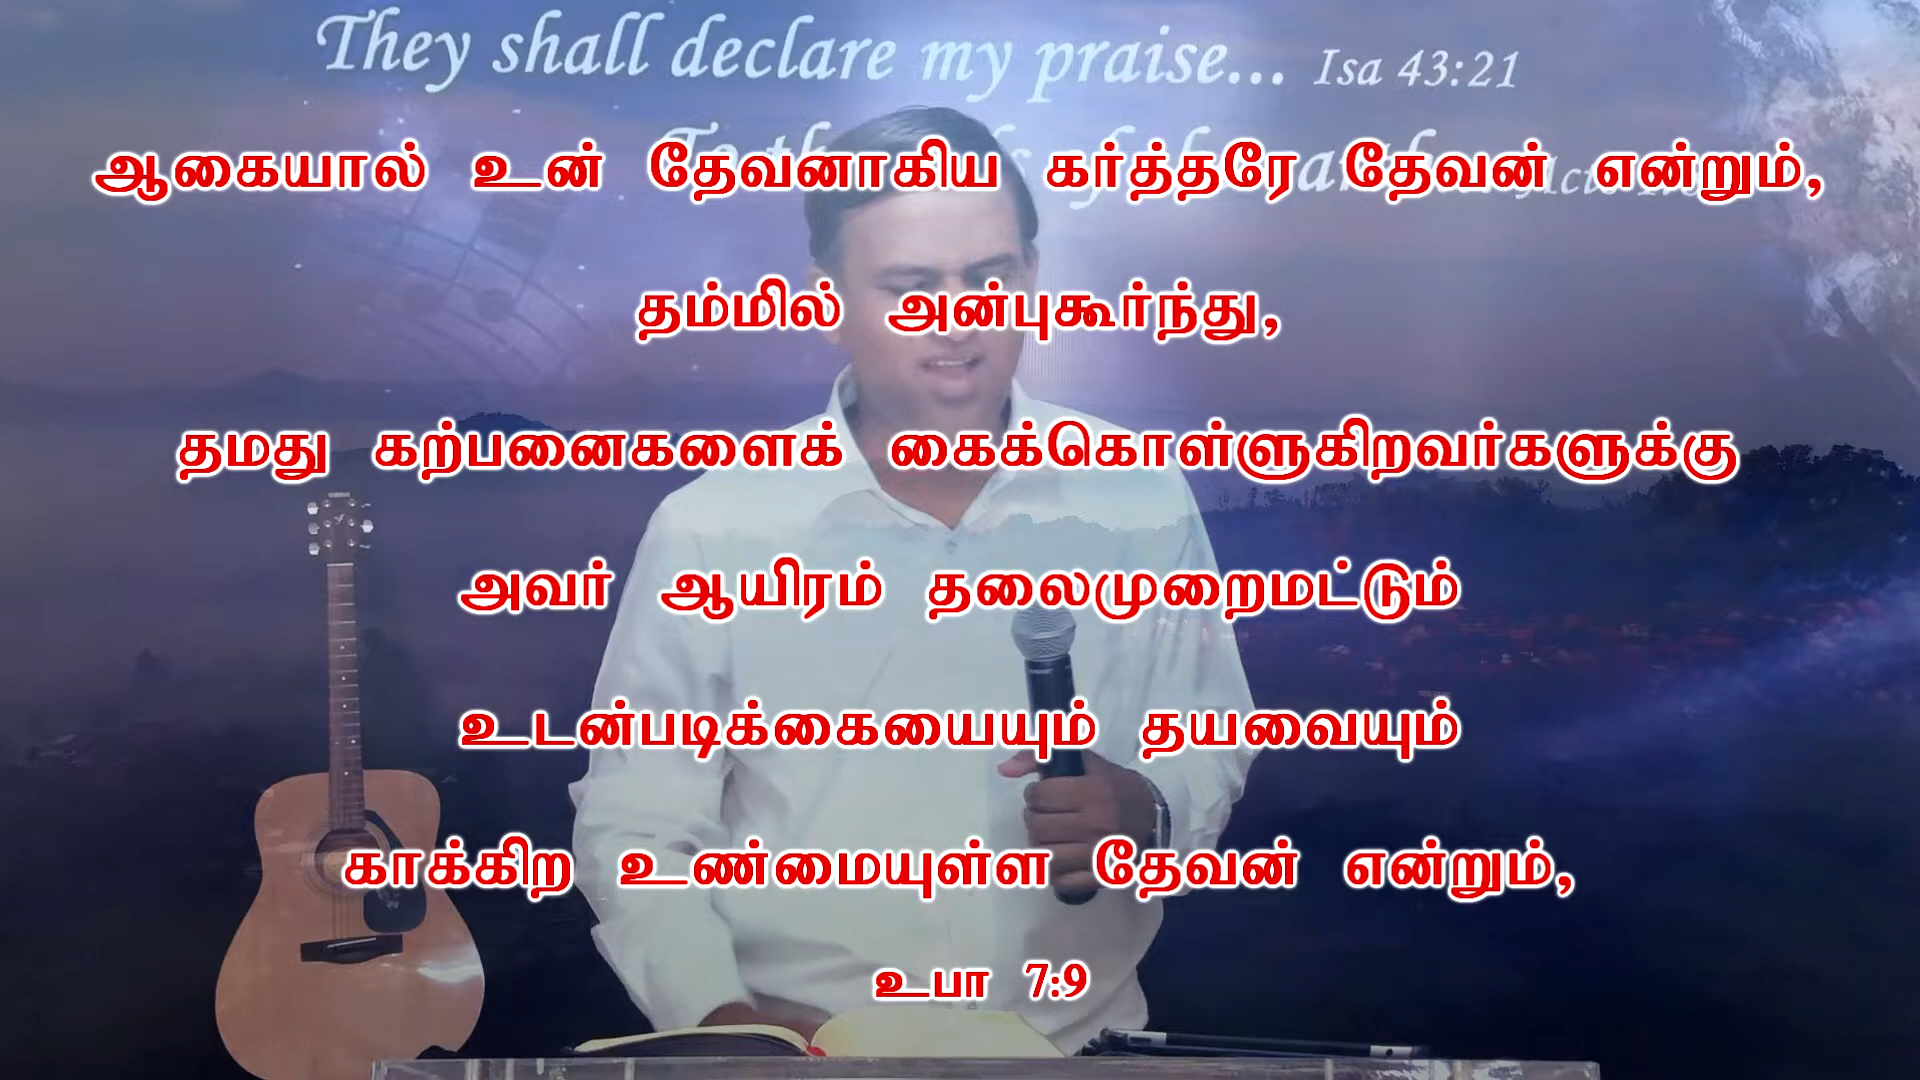 They shall declare my praise... Isa 43:21
ஆகையால் உன் தேவனாகிய கர்த்தரே தேவன் என்றும்,
தம்மில் அன்புகூர்ந்து,
தமது கற்பனைகளைக் கைக்கொள்ளுகிறவர்களுக்கு
அவர் ஆயிரம் தலைமுறைமட்டும்
உடன்படிக்கையையும் தயவையும்
காக்கிற உண்மையுள்ள தேவன் என்றும்,
உபா 7:9